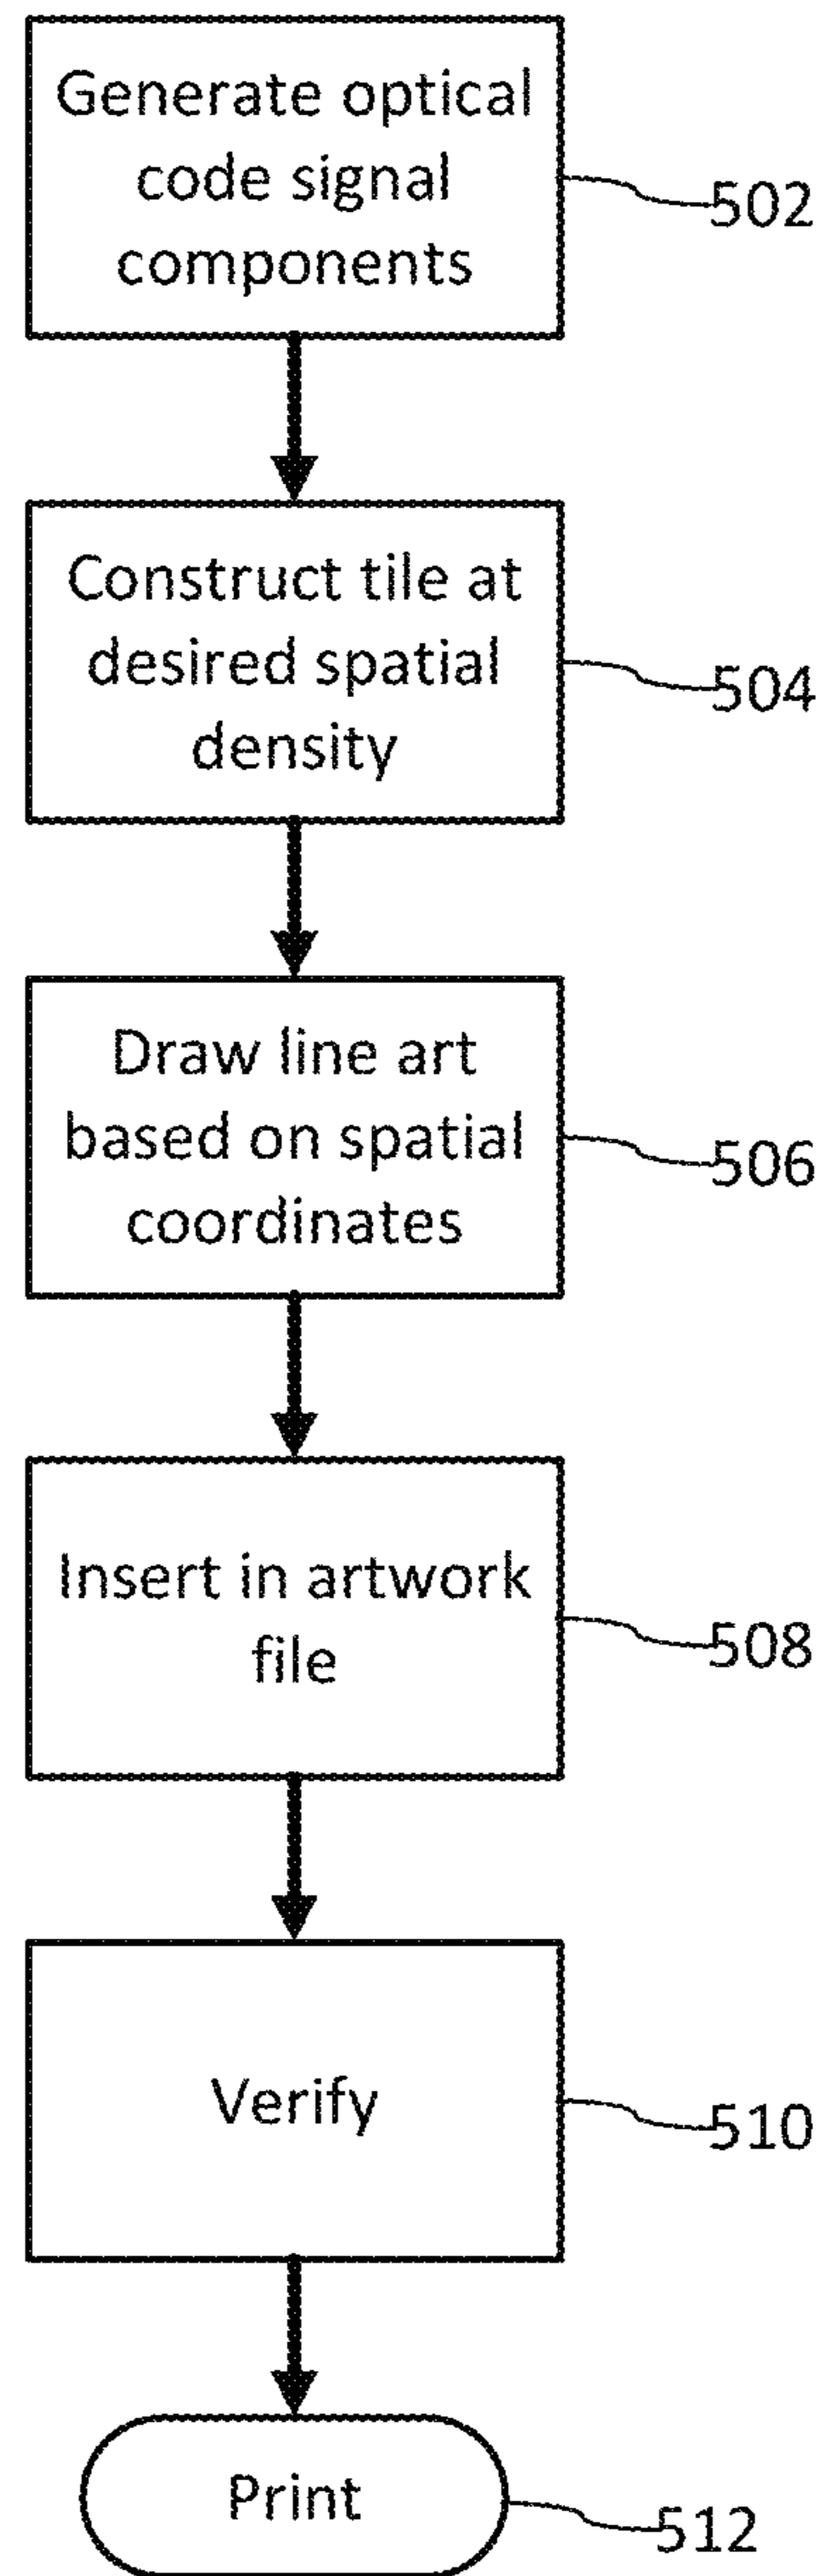 Generate optical
code signal
components
502
Construct tile at
desired spatial
density
504
Draw line art
based on spatial
coordinates
506
Insert in artwork
file
508
Verify
510
Print
512